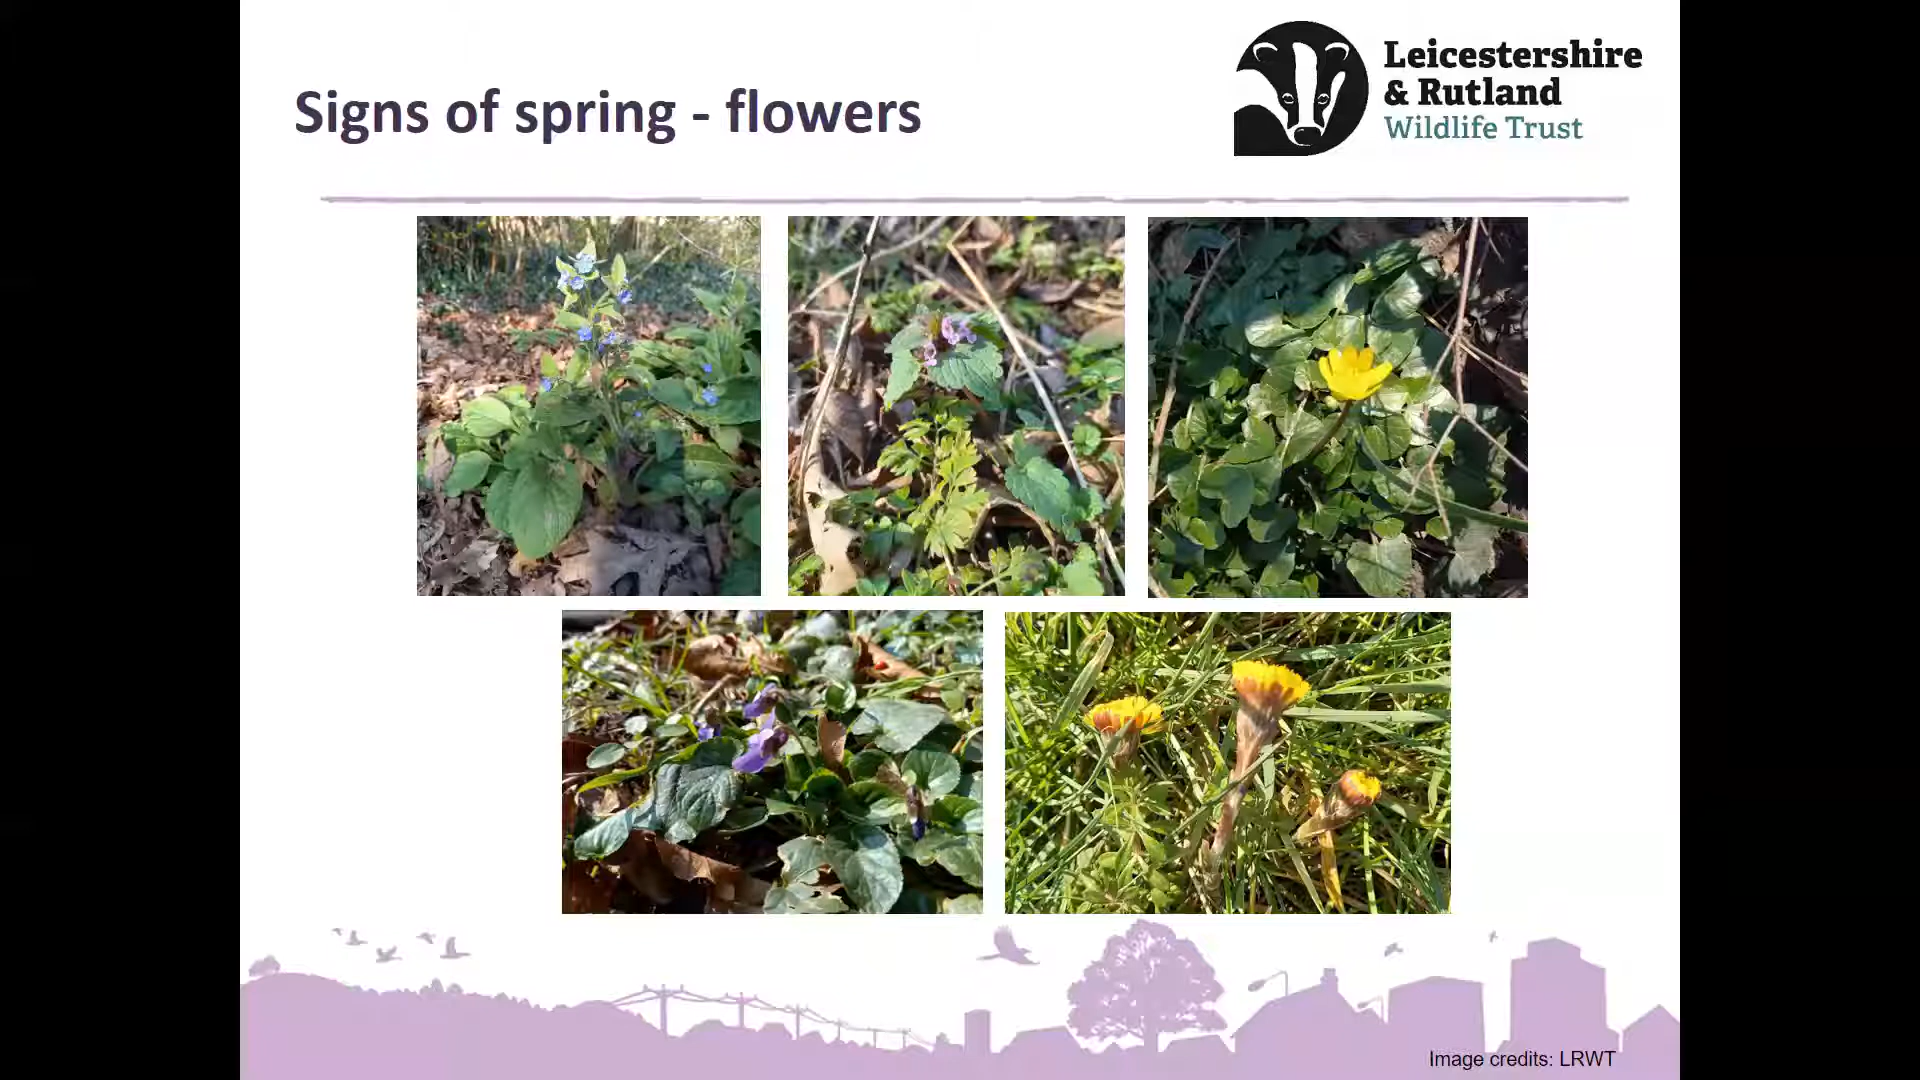 Signs of spring - flowers
Leicestershire
& Rutland
Wildlife Trust
Image credits: LRWT